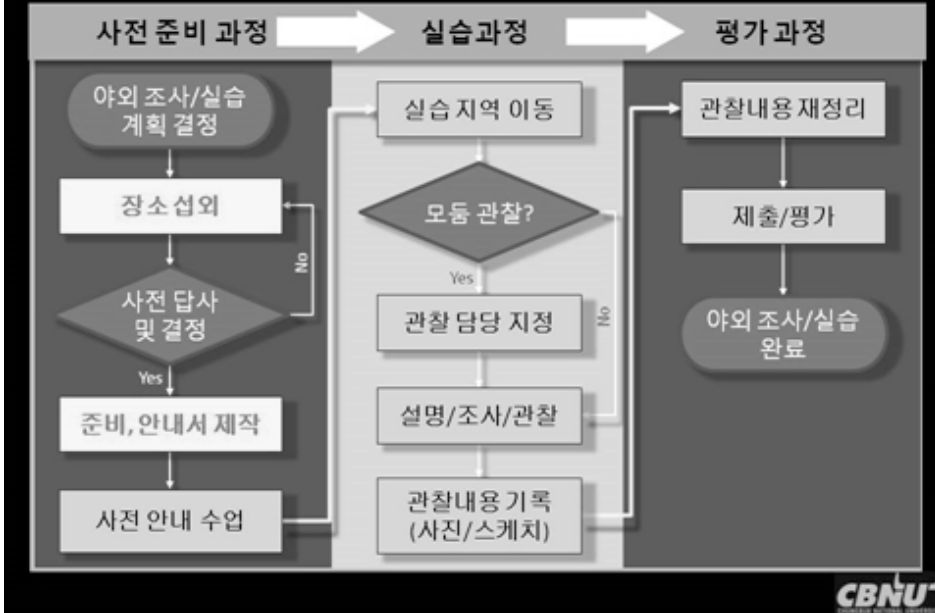 사전 준비 과정
실습과정
평가 과정
야외 조사/실습
계획 결정
장소섭외
No
사전 답사
및 결정
Yes
준비, 안내서 제작
사전 안내 수업
실습 지역 이동
모둠 관찰?
Yes
No
관찰 담당 지정
설명/조사/관찰
관찰내용 기록
(사진/스케치)
관찰내용 재정리
제출/평가
야외 조사/실습
완료
CBNU